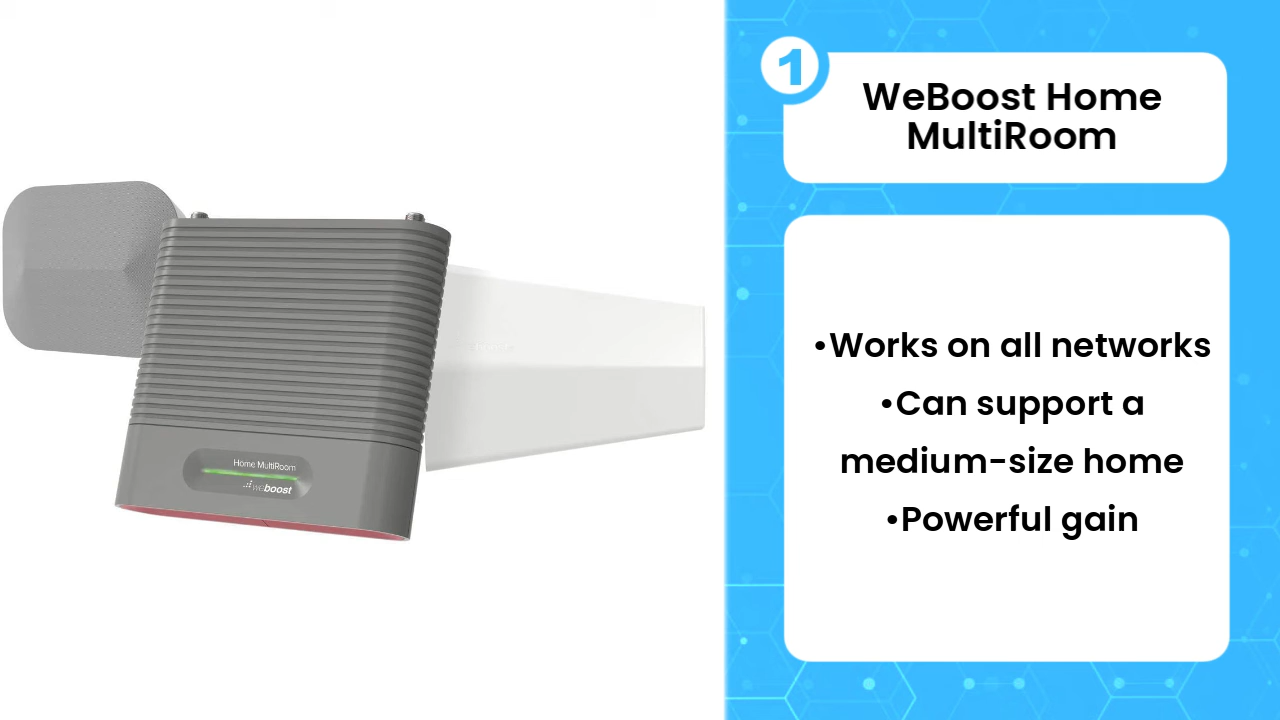 1
WeBoost Home
MultiRoom
•Works on all networks
•Can support a
medium-size home
•Powerful gain
Home MultiRoom
weboost